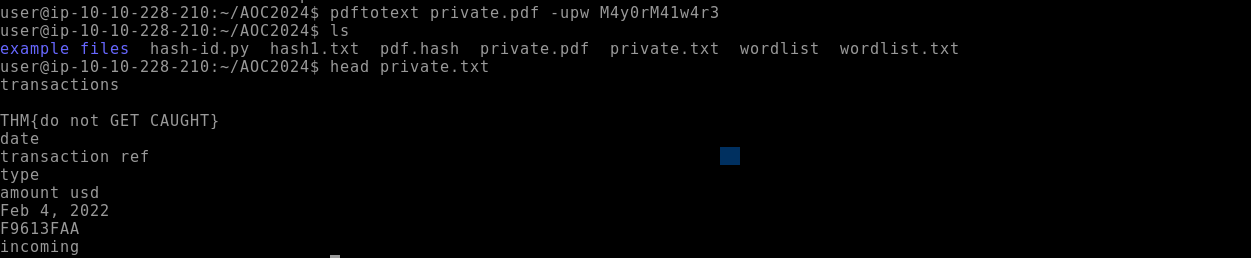 user@ip-10-10-228-210:~/AOC2024$ pdftotext private.pdf -upw M4y0rM41w4r3
user@ip-10-10-228-210:~/AOC2024$ ls
example files  hash-id.py  hash1.txt  pdf.hash  private.pdf  private.txt  wordlist  wordlist.txt
user@ip-10-10-228-210:~/AOC2024$ head private.txt
transactions
THM{do not GET CAUGHT}
date
transaction ref
type
amount usd
Feb 4, 2022
F9613FAA
incoming